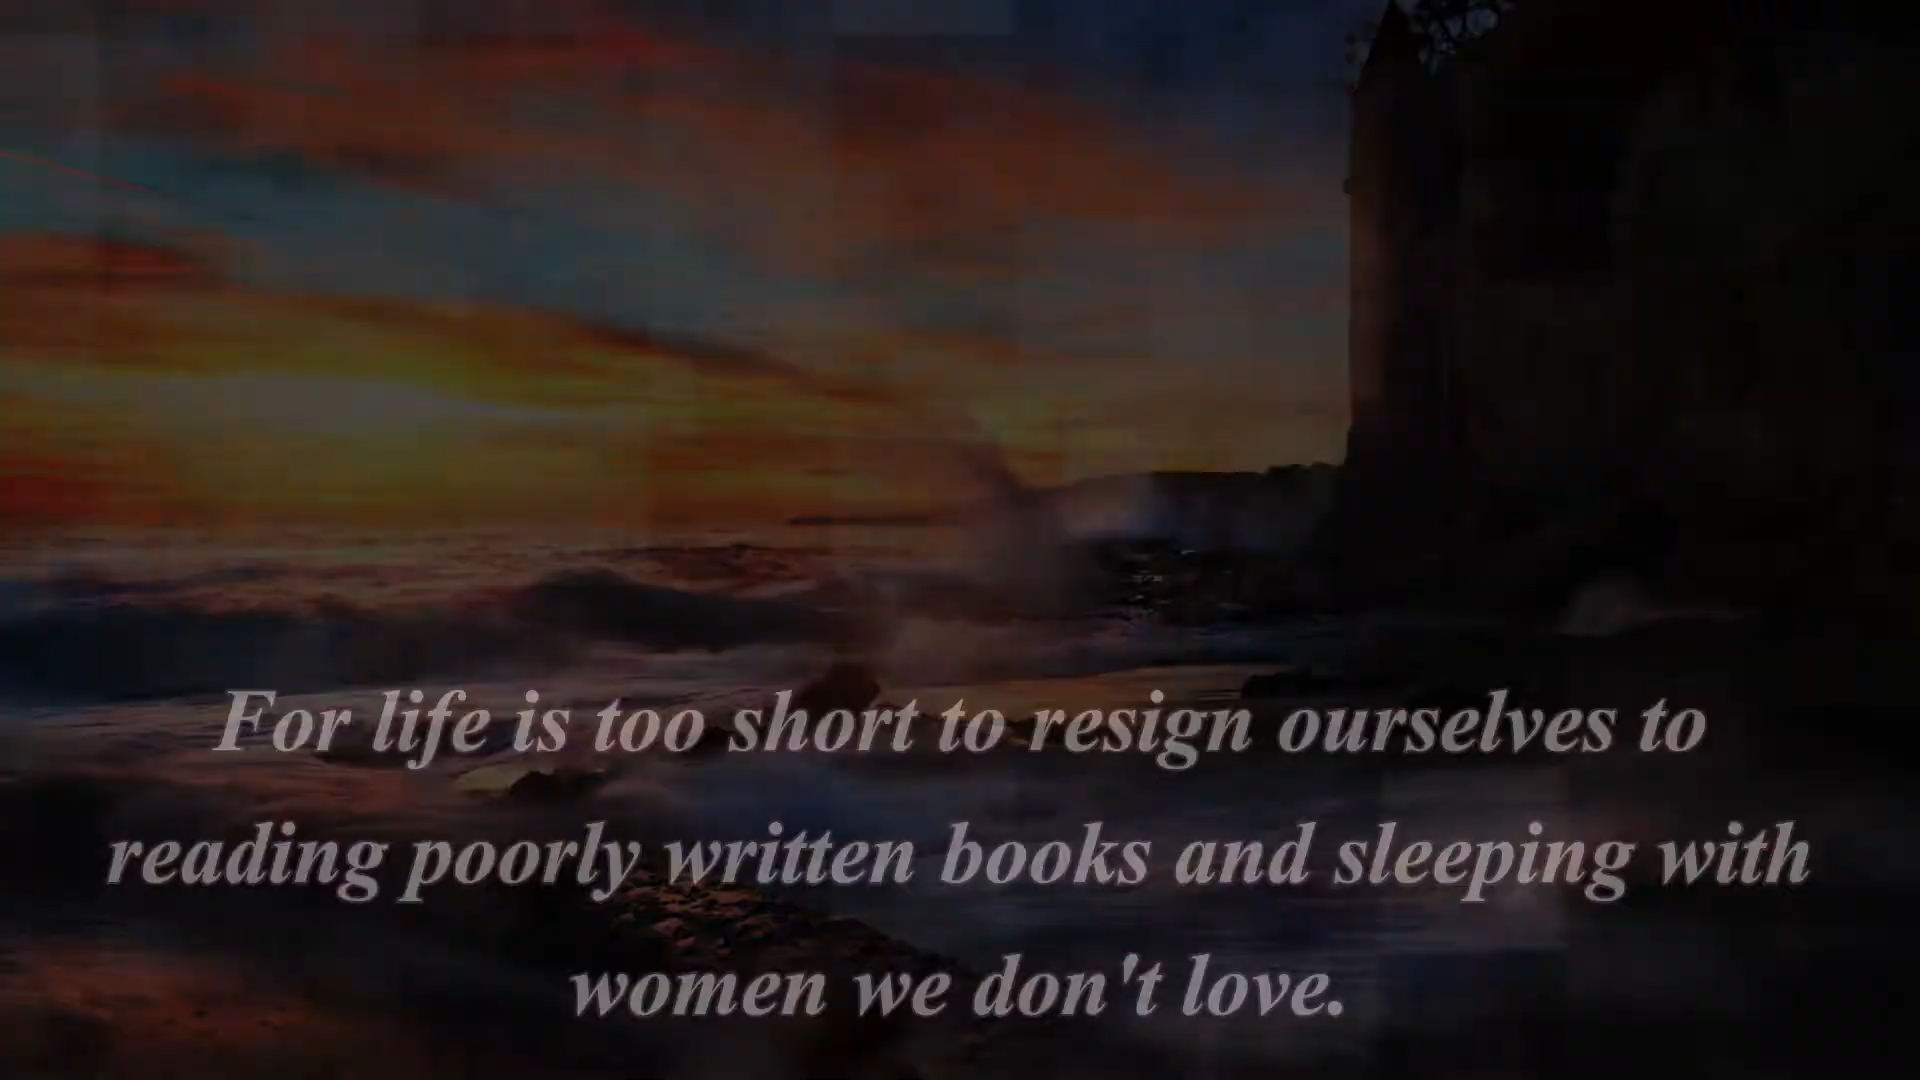 For life is too short to resign ourselves to
reading poorly written books and sleeping with
women we don't love.